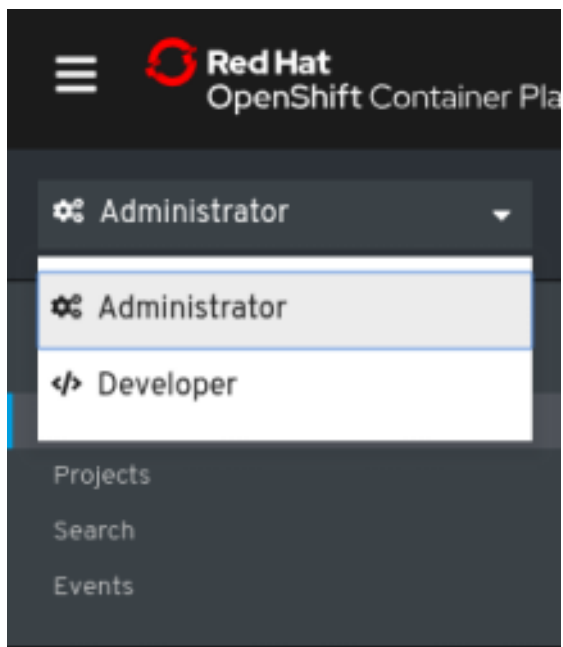 Red Hat
OpenShift Container Pla
Administrator
Administrator
</> Developer
Projects
Search
Events